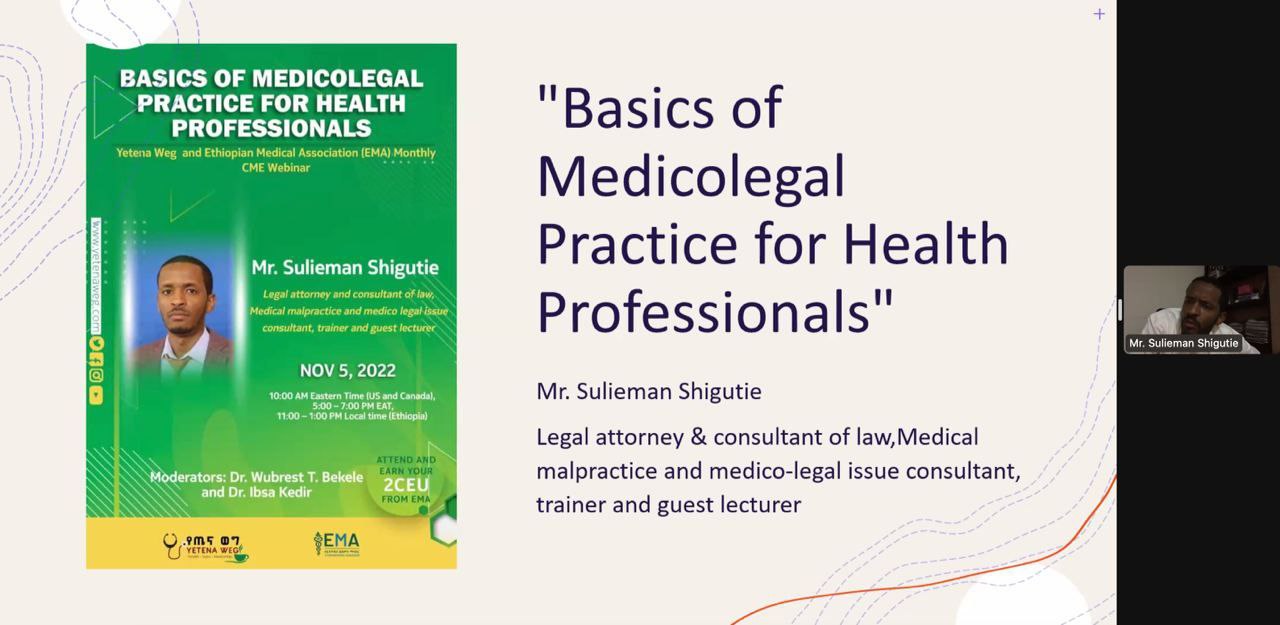 BASICS OF MEDICOLEGAL
PRACTICE FOR HEALTH
PROFESSIONALS
Yetena Weg and Ethiopian Medical Association (EMA) Monthly
CME Webinar
www.yetenaweg.com
Mr. Sulieman Shigutie
Legal attorney and consultant of law,
Medical malpractice and medico legal issue
consultant, trainer and guest lecturer
NOV 5, 2022
10:00 AM Eastern Time (US and Canada),
5:00 – 7:00 PM EAT,
11:00 – 1:00 PM Local time (Ethiopia)
Moderators: Dr. Wubrest T. Bekele
and Dr. Ibsa Kedir
ATTEND AND
EARN YOUR
2CEU
FROM EMA
የጤና ወግ
YETENA WEG
EMA
"Basics of
Medicolegal
Practice for Health
Professionals"
Mr. Sulieman Shigutie
Legal attorney & consultant of law,Medical
malpractice and medico-legal issue consultant,
trainer and guest lecturer
Mr. Sulieman Shigutie